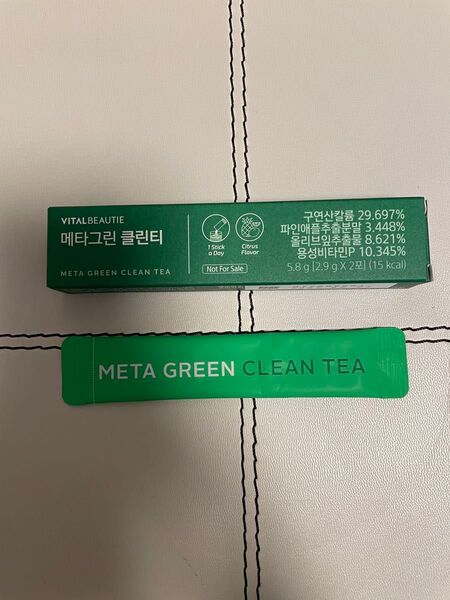 VITALBEAUTIE
메타그린 클린티
META GREEN CLEAN TEA
1 Stick
a Day
Citrus
Flavor
Not For Sale
구연산칼륨 29.697%
파인애플추출분말 3.448%
올리브잎추출물 8.621%
용성비타민P 10.345%
5.8 g [2.9 g X 2포] (15 kcal)
META GREEN CLEAN TEA